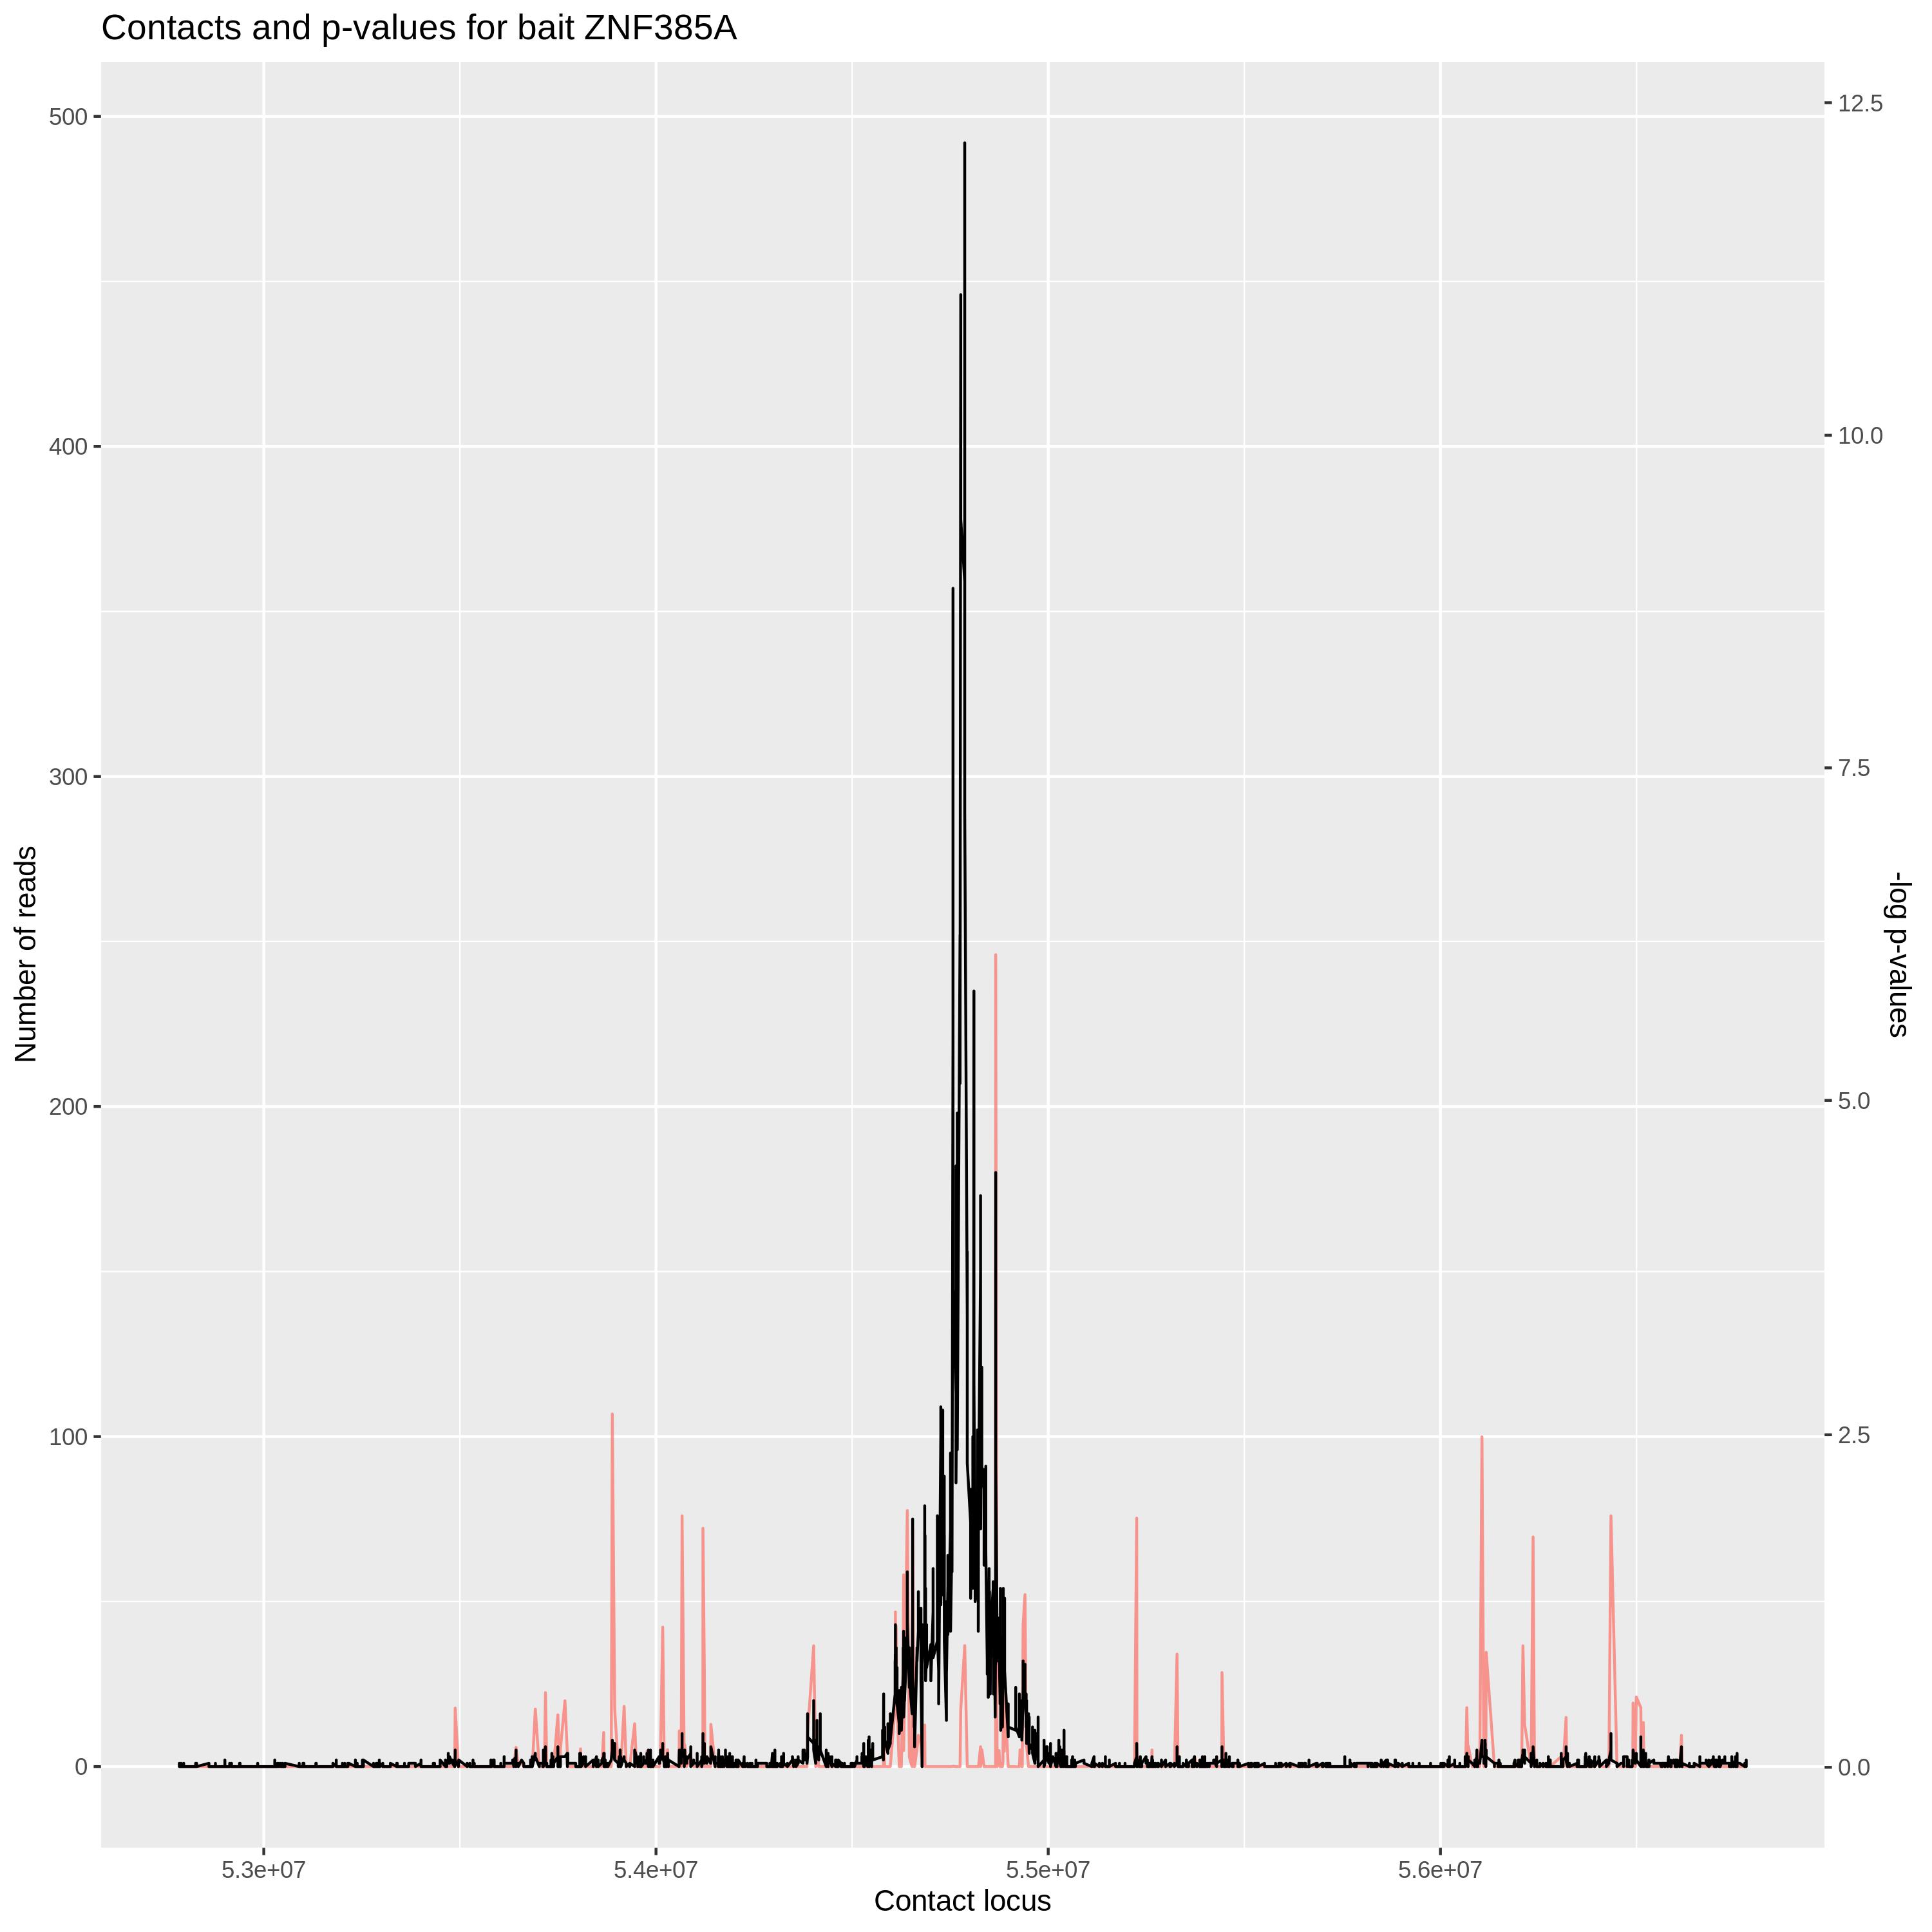 Contacts and p-values for bait ZNF385A
500
400
300
200
100
0
Number of reads
12.5
10.0
7.5
5.0
2.5
0.0
-log p-values
5.3e+07
5.4e+07
5.5e+07
5.6e+07
Contact locus